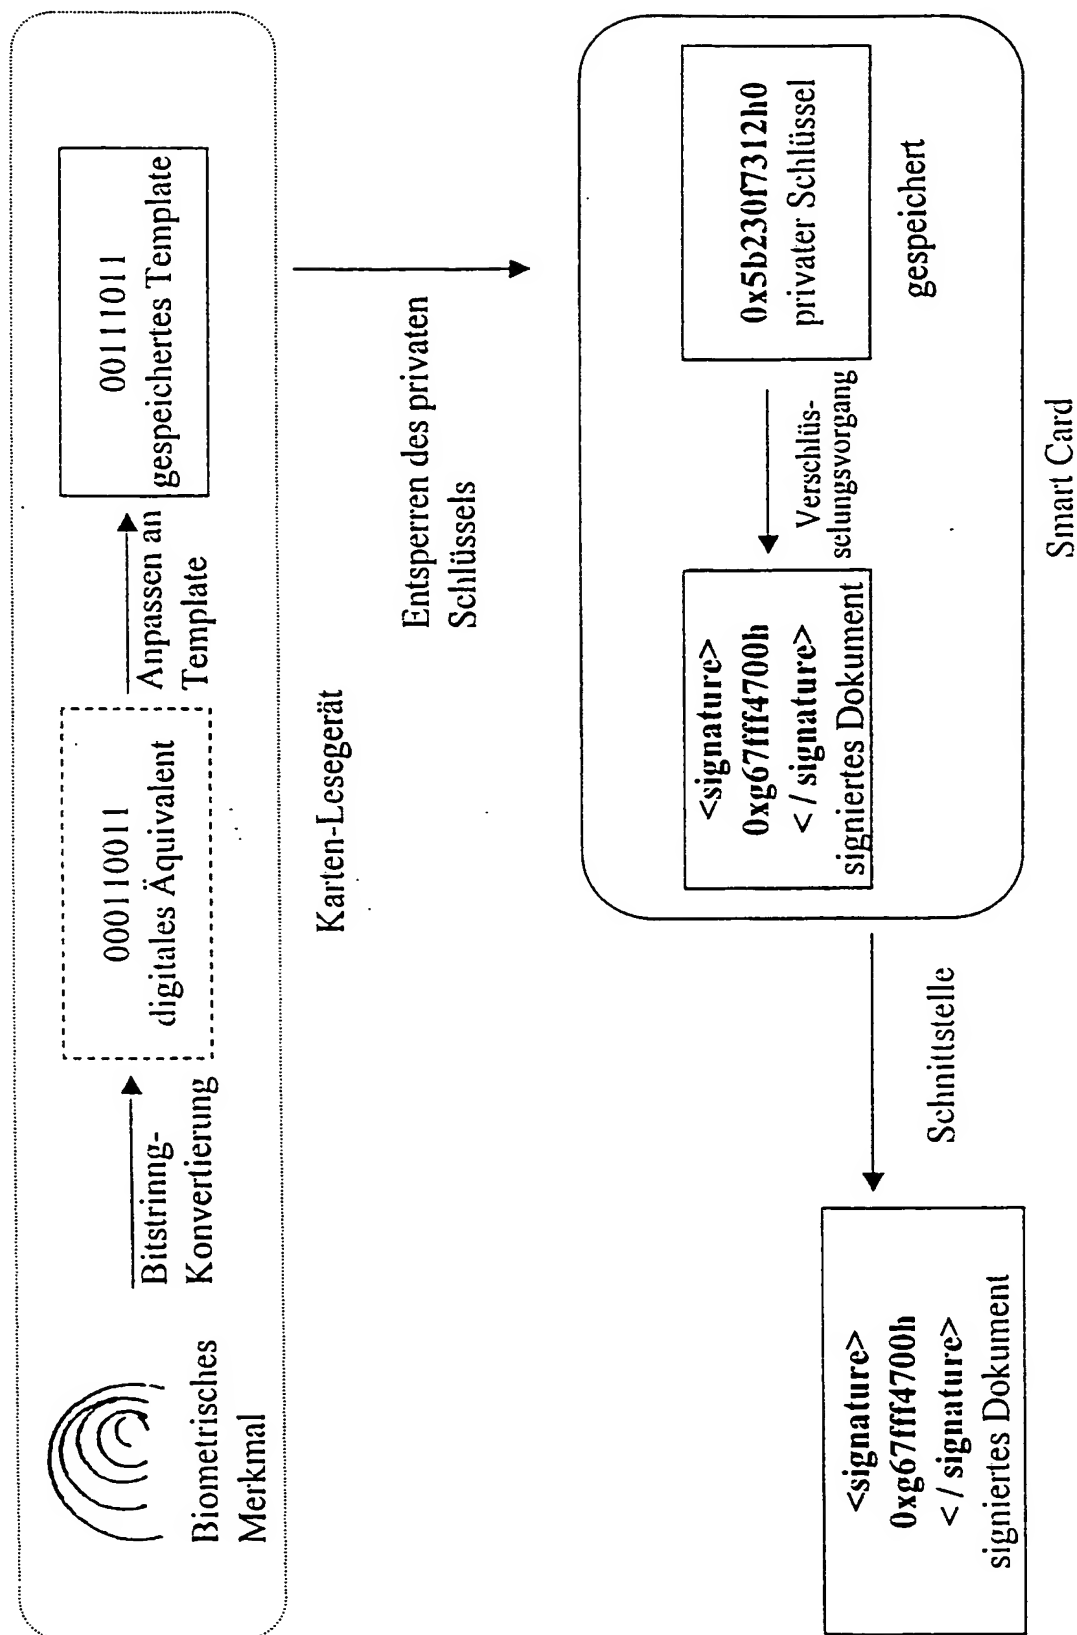 Biometrisches
Merkmal
Bitstrinng-
Konvertierung
000110011
digitales Äquivalent
Anpassen an
Template
00111011
gespeichertes Template
Karten-Lesegerät
Entsperren des privaten
Schlüssels
0x5b230f7312h0
privater Schlüssel
gespeichert
Verschlüs-
selungsvorgang
<signature>
0xg67fff4700h
< / signature>
signiertes Dokument
Smart Card
Schnittstelle
<signature>
0xg67fff4700h
< / signature>
signiertes Dokument